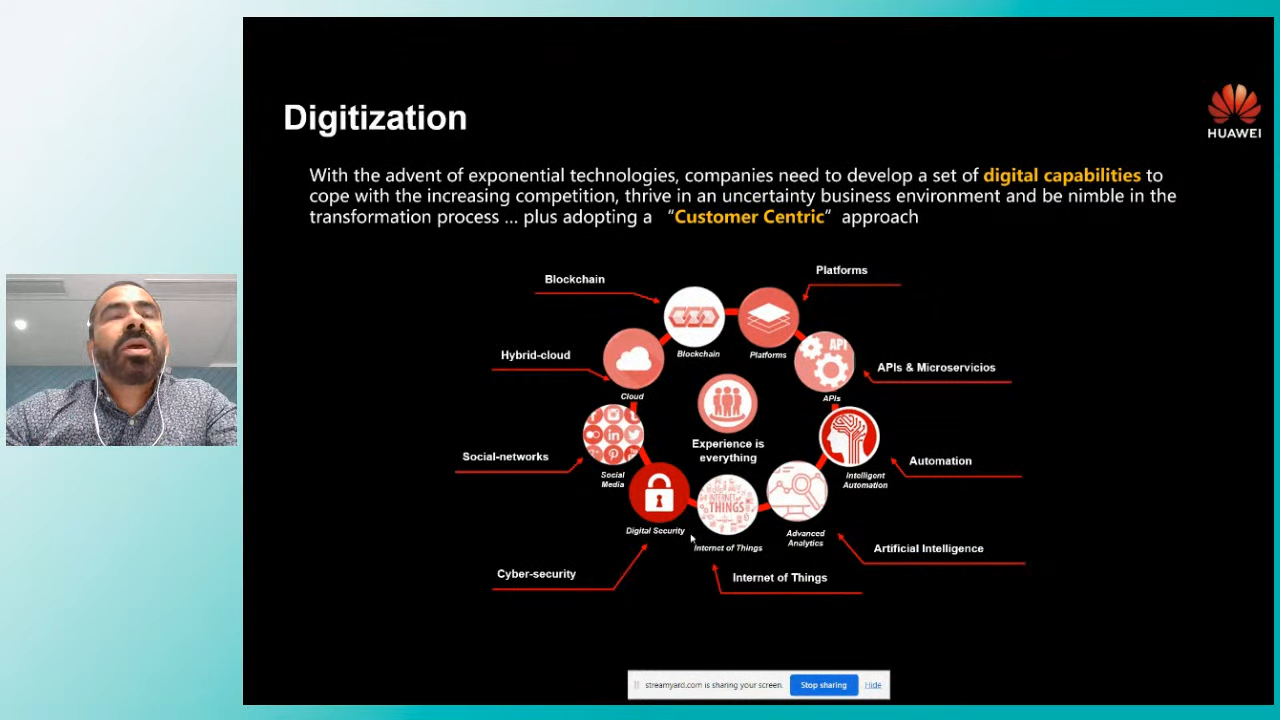 Digitization
HUAWEI
With the advent of exponential technologies, companies need to develop a set of digital capabilities to
cope with the increasing competition, thrive in an uncertainty business environment and be nimble in the
transformation process ... plus adopting a “Customer Centric” approach
Platforms
Blockchain
Blockchain
Platforms
API
Hybrid-cloud
APIs & Microservicios
Cloud
APIs
Experience is
everything
Social-networks
Automation
Social
Media
Intelligent
Automation
INTERNET OF
THINGS
Digital Security
Internet of Things
Advanced
Analytics
Artificial Intelligence
Cyber-security
Internet of Things
streamyard.com is sharing your screen.
Stop sharing
Hide